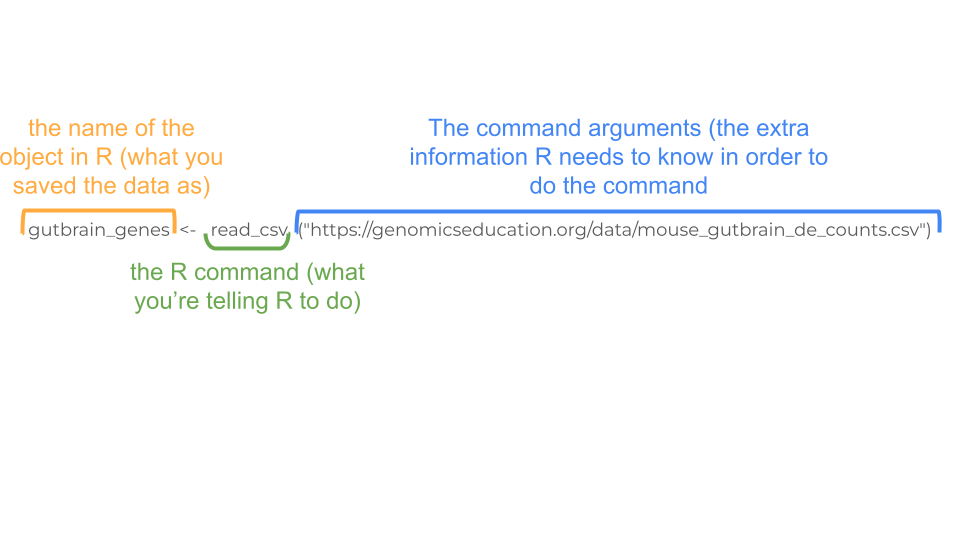 the name of the
object in R (what you
saved the data as)
The command arguments (the extra
information R needs to know in order to
do the command
gutbrain_genes <- read_csv ("https://genomicseducation.org/data/mouse_gutbrain_de_counts.csv")
the R command (what
you’re telling R to do)